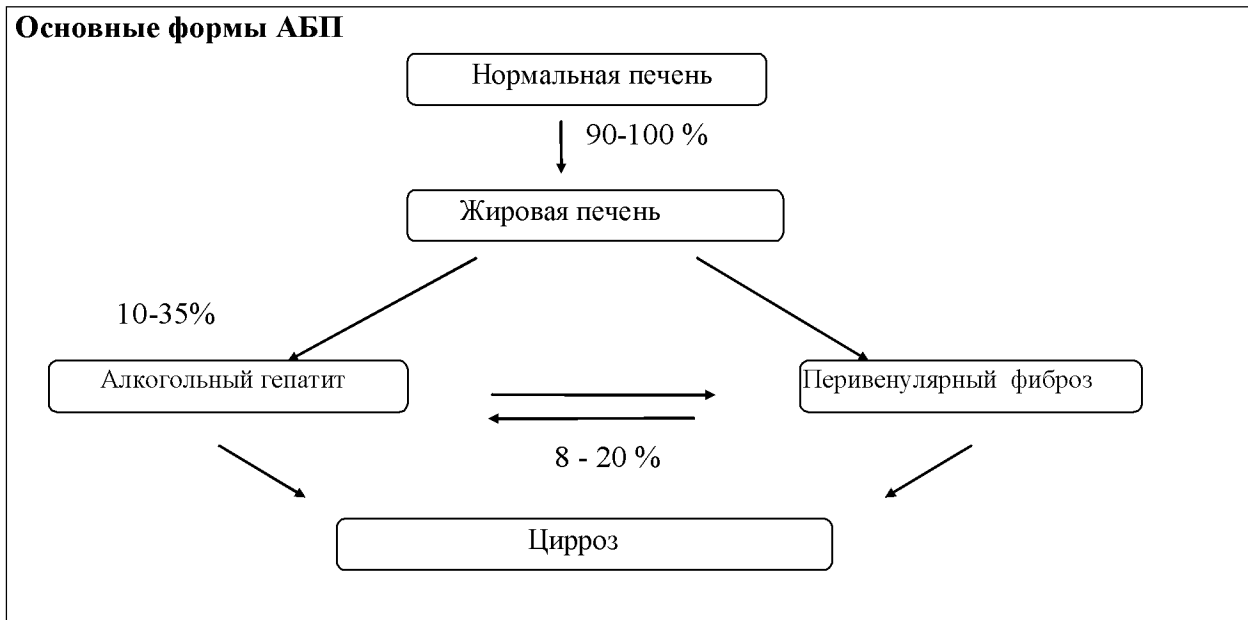 Основные формы АБП
Нормальная печень
90-100 %
Жировая печень
10-35%
Алкогольный гепатит
Перивенулярный фиброз
8 - 20 %
Цирроз